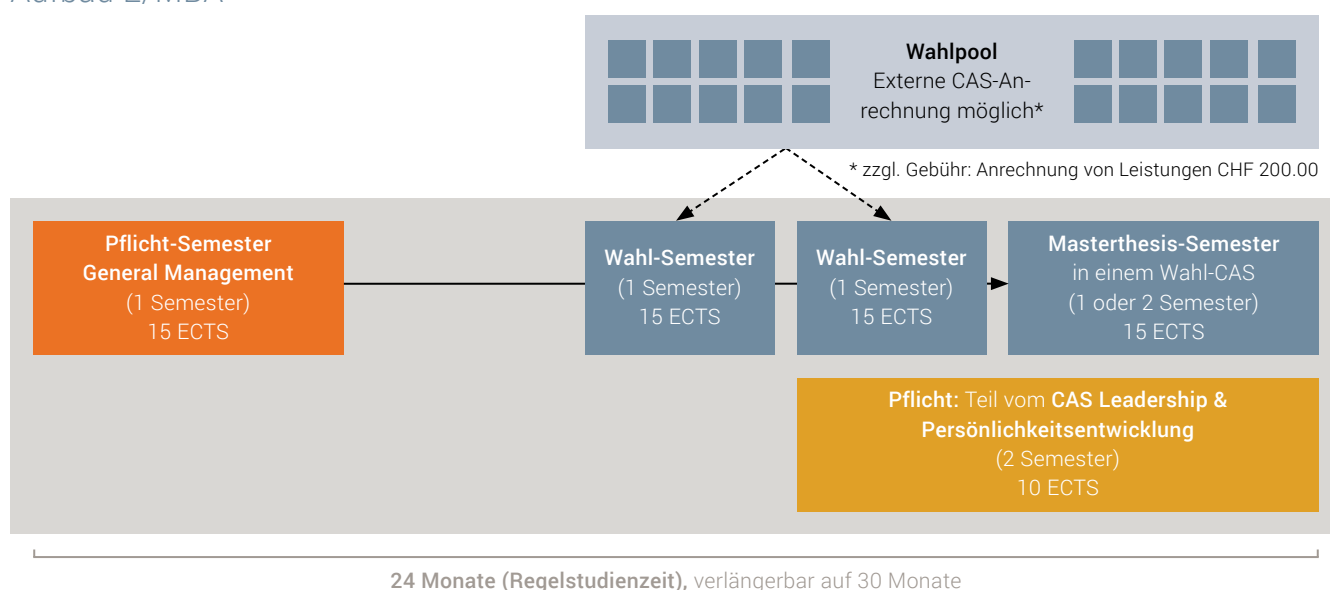 Wahlpool
Externe CAS-An-
rechnung möglich*
* zzgl. Gebühr: Anrechnung von Leistungen CHF 200.00
Pflicht-Semester
General Management
(1 Semester)
15 ECTS
Wahl-Semester
(1 Semester)
15 ECTS
Wahl-Semester
(1 Semester)
15 ECTS
Masterthesis-Semester
in einem Wahl-CAS
(1 oder 2 Semester)
15 ECTS
Pflicht: Teil vom CAS Leadership &
Persönlichkeitsentwicklung
(2 Semester)
10 ECTS
24 Monate (Regelstudienzeit), verlängerbar auf 30 Monate